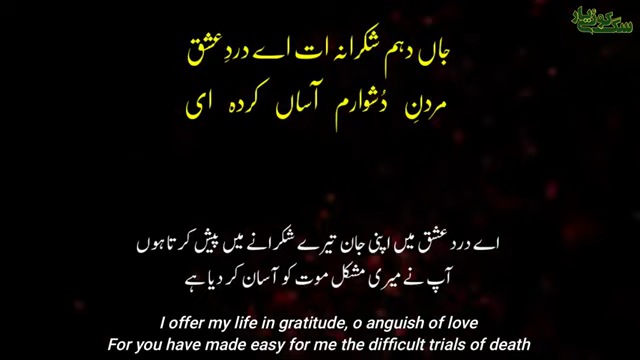 جاں دہم شکرانہ ات اے دردِ عشق
مردنِ دُشوارم آساں کردہ ای
اے درد عشق میں اپنی جان تیرے شکرانے میں پیش کرتا ہوں
آپ نے میری مشکل موت کو آسان کر دیا ہے
I offer my life in gratitude, o anguish of love
For you have made easy for me the difficult trials of death